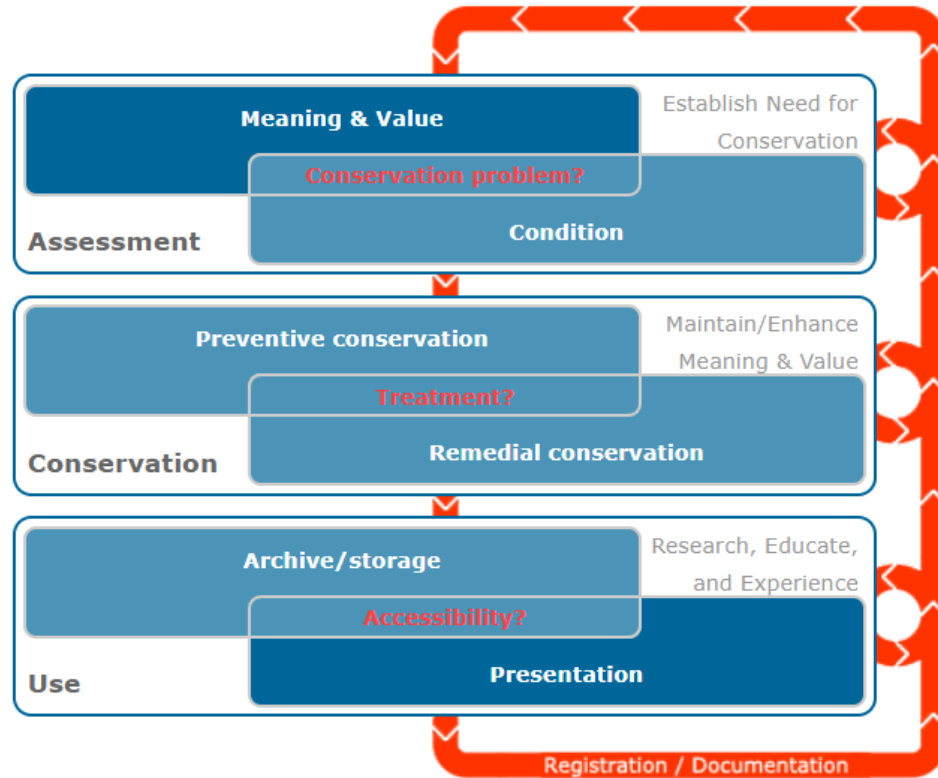 Meaning & Value
Establish Need for
Conservation
Conservation problem?
Condition
Assessment
Preventive conservation
Maintain/Enhance
Meaning & Value
Treatment?
Remedial conservation
Conservation
Archive/storage
Research, Educate,
and Experience
Accessibility?
Presentation
Use
Registration / Documentation